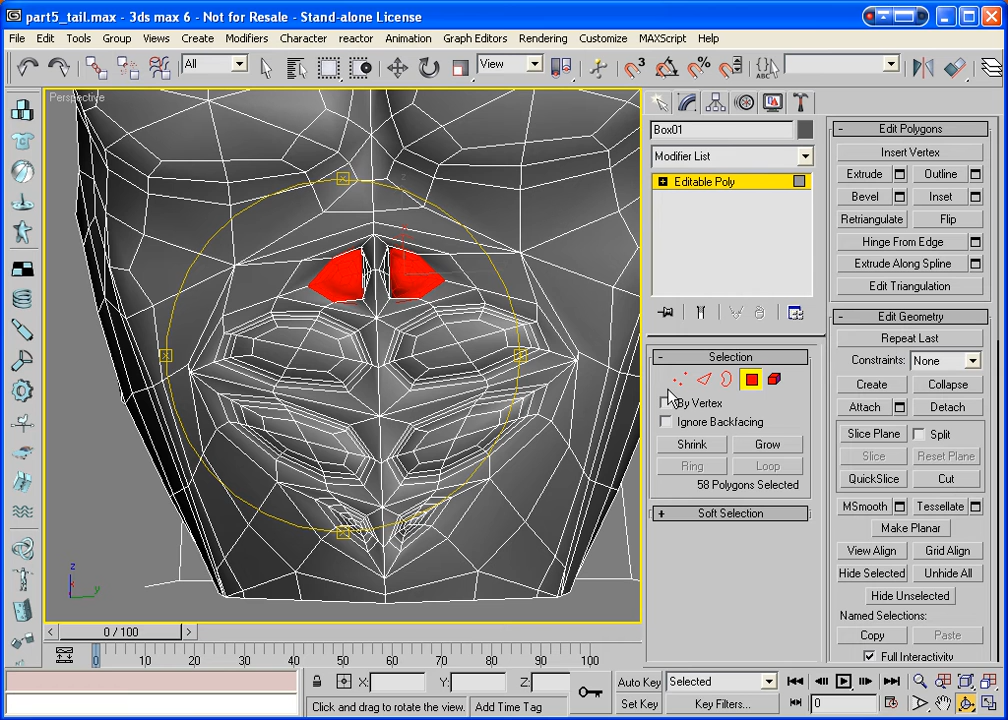 part5_tail.max - 3ds max 6 - Not for Resale - Stand-alone License
File Edit Tools Group Views Create Modifiers Character reactor Animation Graph Editors Rendering Customize MAXScript Help
All View
Perspective
Box01
Modifier List
Editable Poly
Selection
By Vertex
Ignore Backfacing
Shrink Grow
Ring Loop
58 Polygons Selected
Soft Selection
Edit Polygons
Insert Vertex
Extrude Outline
Bevel Inset
Retriangulate Flip
Hinge From Edge
Extrude Along Spline
Edit Triangulation
Edit Geometry
Repeat Last
Constraints: None
Create Collapse
Attach Detach
Slice Plane Split
Slice Reset Plane
QuickSlice Cut
MSmooth Tessellate
Make Planar
View Align Grid Align
Hide Selected Unhide All
Hide Unselected
Named Selections:
Copy Paste
Full Interactivity
z
y
0 / 100
0 10 20 30 40 50 60 70 80 90 100
X: Y: Z: Auto Key Selected
Click and drag to rotate the view. Add Time Tag Set Key Key Filters... 0